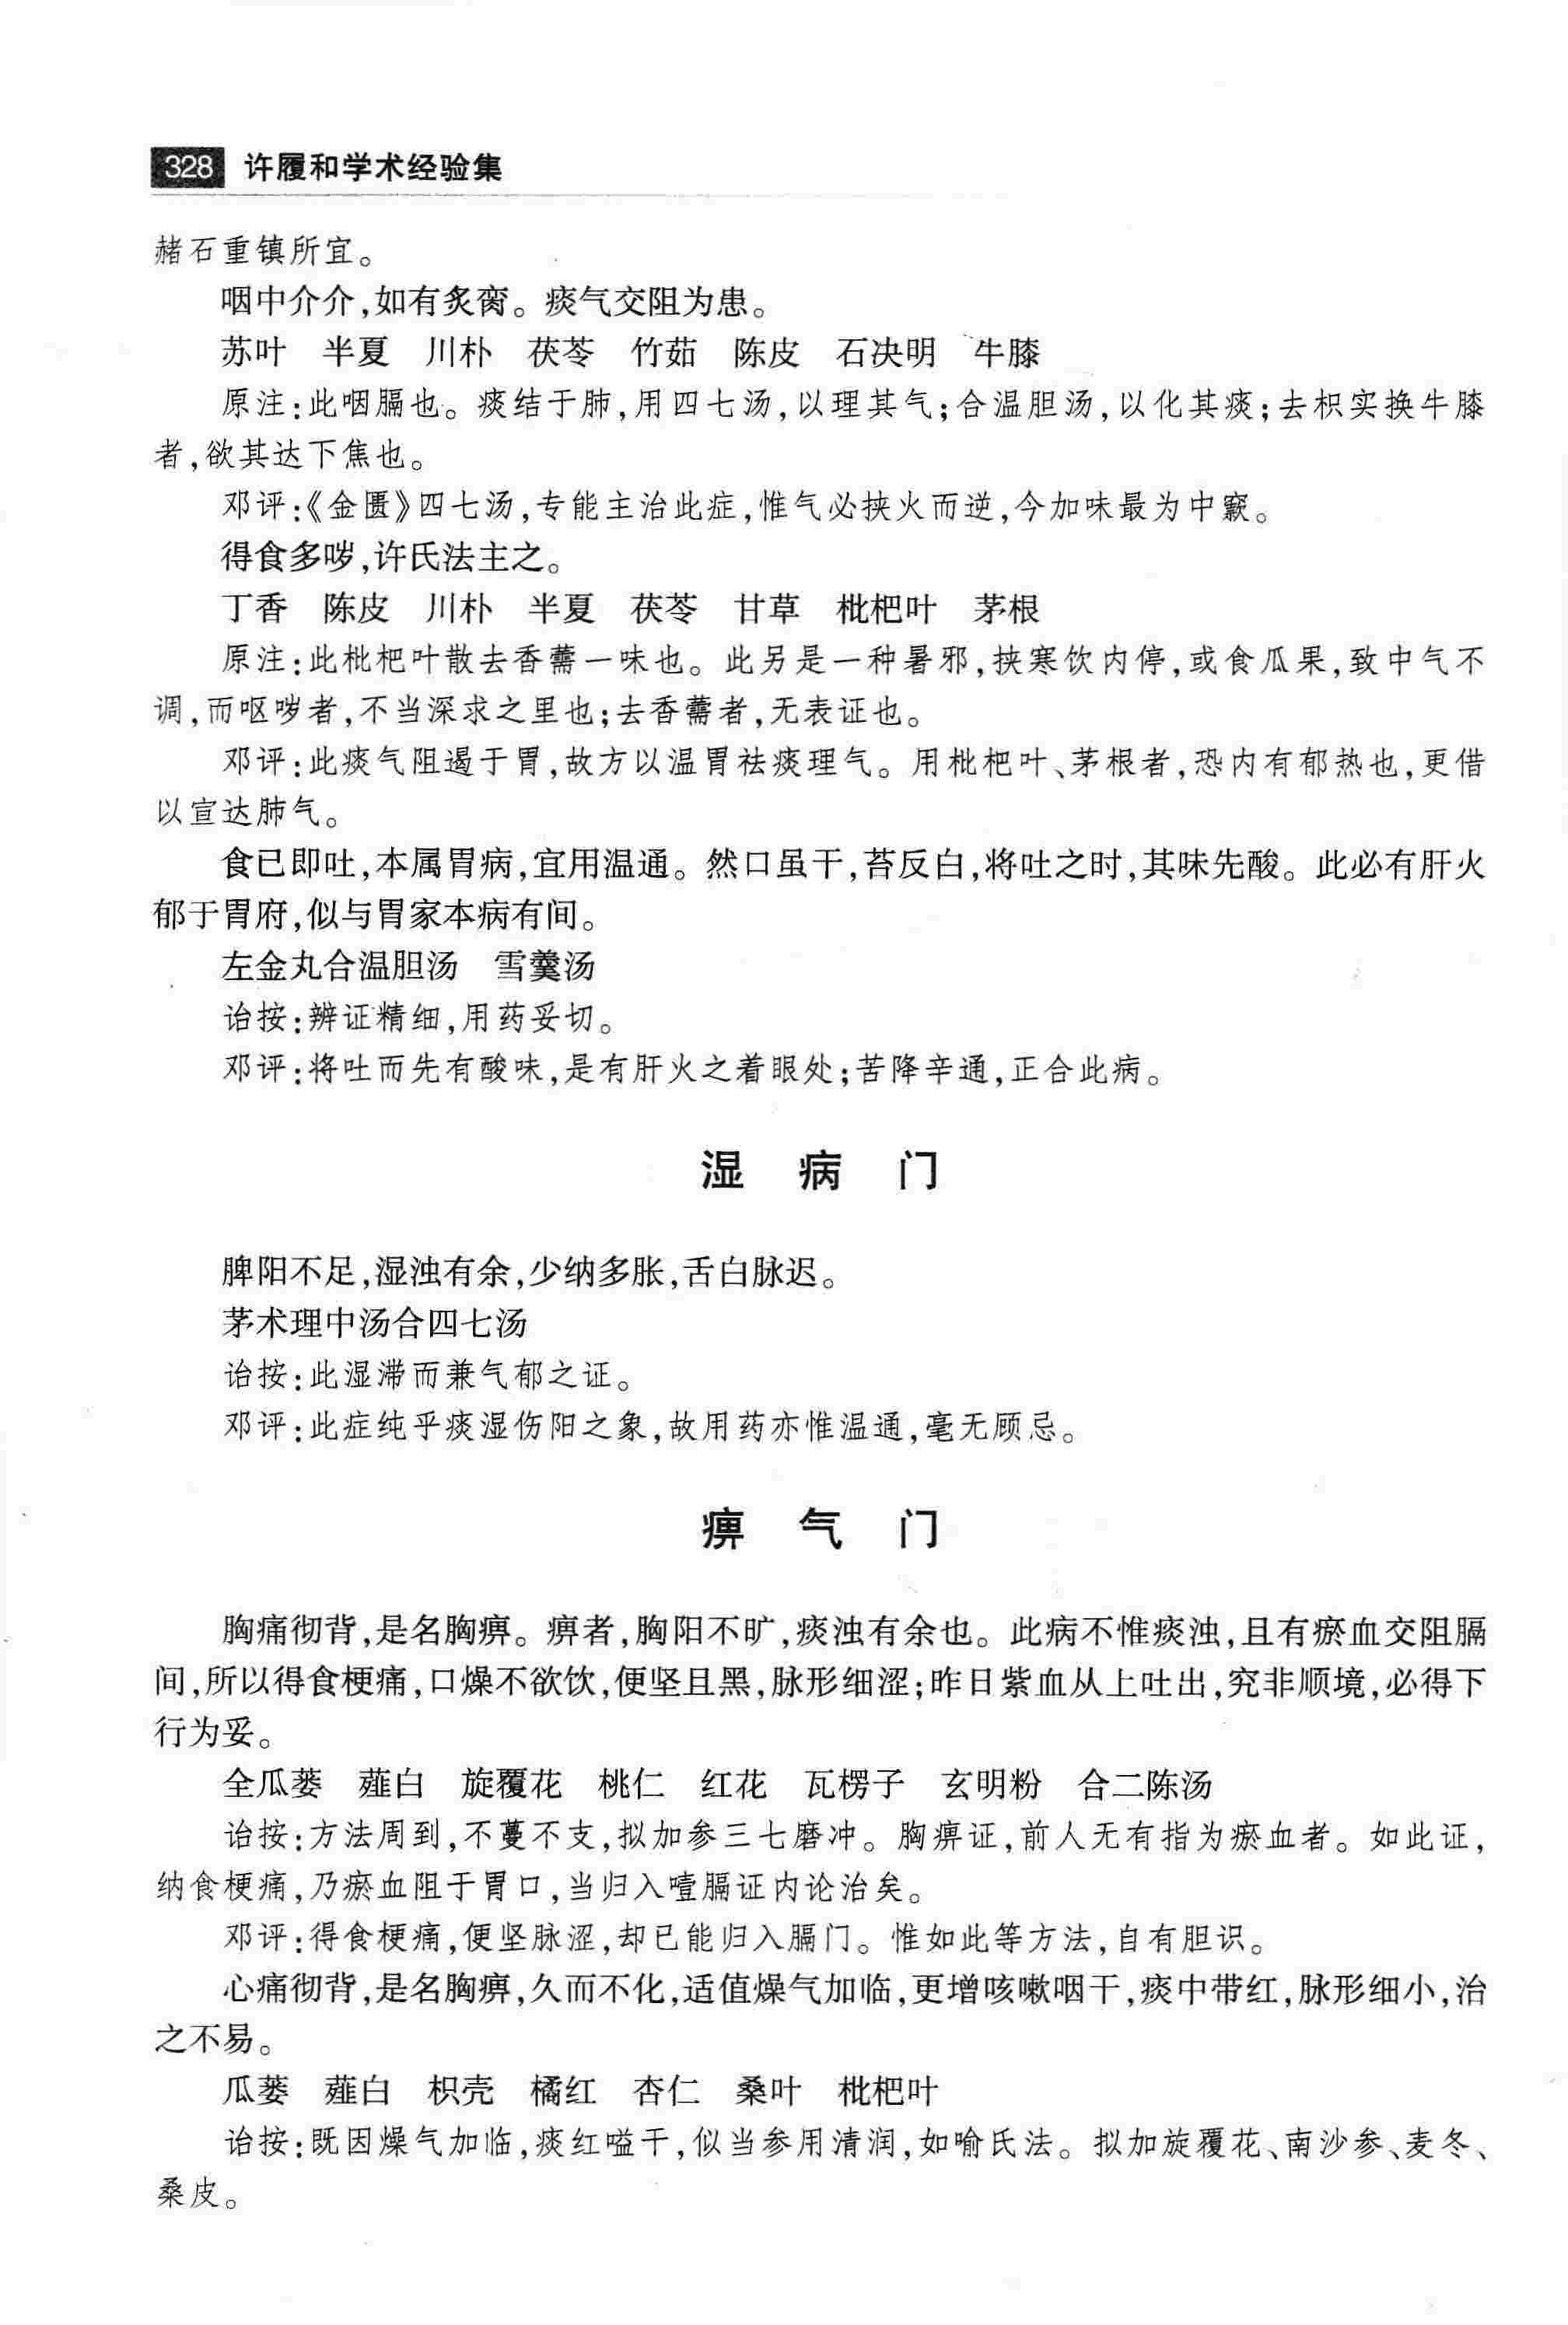 328 许履和学术经验集
赭石重镇所宜。
咽中介介,如有炙脔。痰气交阻为患。
苏叶 半夏 川朴 茯苓 竹茹 陈皮 石决明 牛膝
原注:此咽膈也。痰结于肺,用四七汤,以理其气;合温胆汤,以化其痰;去枳实换牛膝
者,欲其达下焦也。
邓评:《金匮》四七汤,专能主治此症,惟气必挟火而逆,今加味最为中窾。
得食多哕,许氏法主之。
丁香 陈皮 川朴 半夏 茯苓 甘草 枇杷叶 茅根
原注:此枇杷叶散去香薷一味也。此另是一种暑邪,挟寒饮内停,或食瓜果,致中气不
调,而呕哕者,不当深求之里也;去香薷者,无表证也。
邓评:此痰气阻遏于胃,故方以温胃祛痰理气。用枇杷叶、茅根者,恐内有郁热也,更借
以宣达肺气。
食已即吐,本属胃病,宜用温通。然口虽干,苔反白,将吐之时,其味先酸。此必有肝火
郁于胃府,似与胃家本病有间。
左金丸合温胆汤 雪羹汤
诒按:辨证精细,用药妥切。
邓评:将吐而先有酸味,是有肝火之着眼处;苦降辛通,正合此病。
湿病门
脾阳不足,湿浊有余,少纳多胀,舌白脉迟。
茅术理中汤合四七汤
诒按:此湿滞而兼气郁之证。
邓评:此症纯乎痰湿伤阳之象,故用药亦惟温通,毫无顾忌。
痹气门
胸痛彻背,是名胸痹。痹者,胸阳不旷,痰浊有余也。此病不惟痰浊,且有瘀血交阻膈
间,所以得食梗痛,口燥不欲饮,便坚且黑,脉形细涩;昨日紫血从上吐出,究非顺境,必得下
行为妥。
全瓜蒌 薤白 旋覆花 桃仁 红花 瓦楞子 玄明粉 合二陈汤
诒按:方法周到,不蔓不支,拟加参三七磨冲。胸痹证,前人无有指为瘀血者。如此证,
纳食梗痛,乃瘀血阻于胃口,当归入噎膈证内论治矣。
邓评:得食梗痛,便坚脉涩,却已能归入膈门。惟如此等方法,自有胆识。
心痛彻背,是名胸痹,久而不化,适值燥气加临,更增咳嗽咽干,痰中带红,脉形细小,治
之不易。
瓜蒌 薤白 枳壳 橘红 杏仁 桑叶 枇杷叶
诒按:既因燥气加临,痰红嗌干,似当参用清润,如喻氏法。拟加旋覆花、南沙参、麦冬、
桑皮。